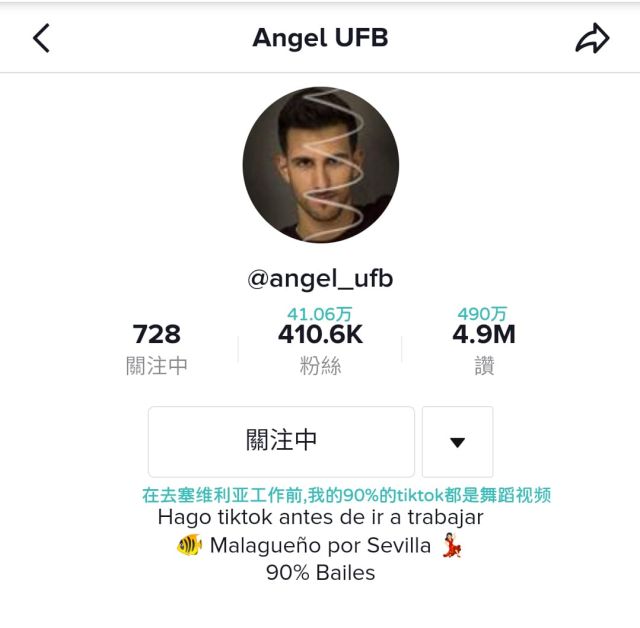 Angel UFB
@angel_ufb
41.06万
490万
728
410.6K
4.9M
關注中
粉絲
讚
關注中
在去塞维利亚工作前,我的90%的tiktok都是舞蹈视频
Hago tiktok antes de ir a trabajar
🐠 Malagueño por Sevilla 💃
90% Bailes